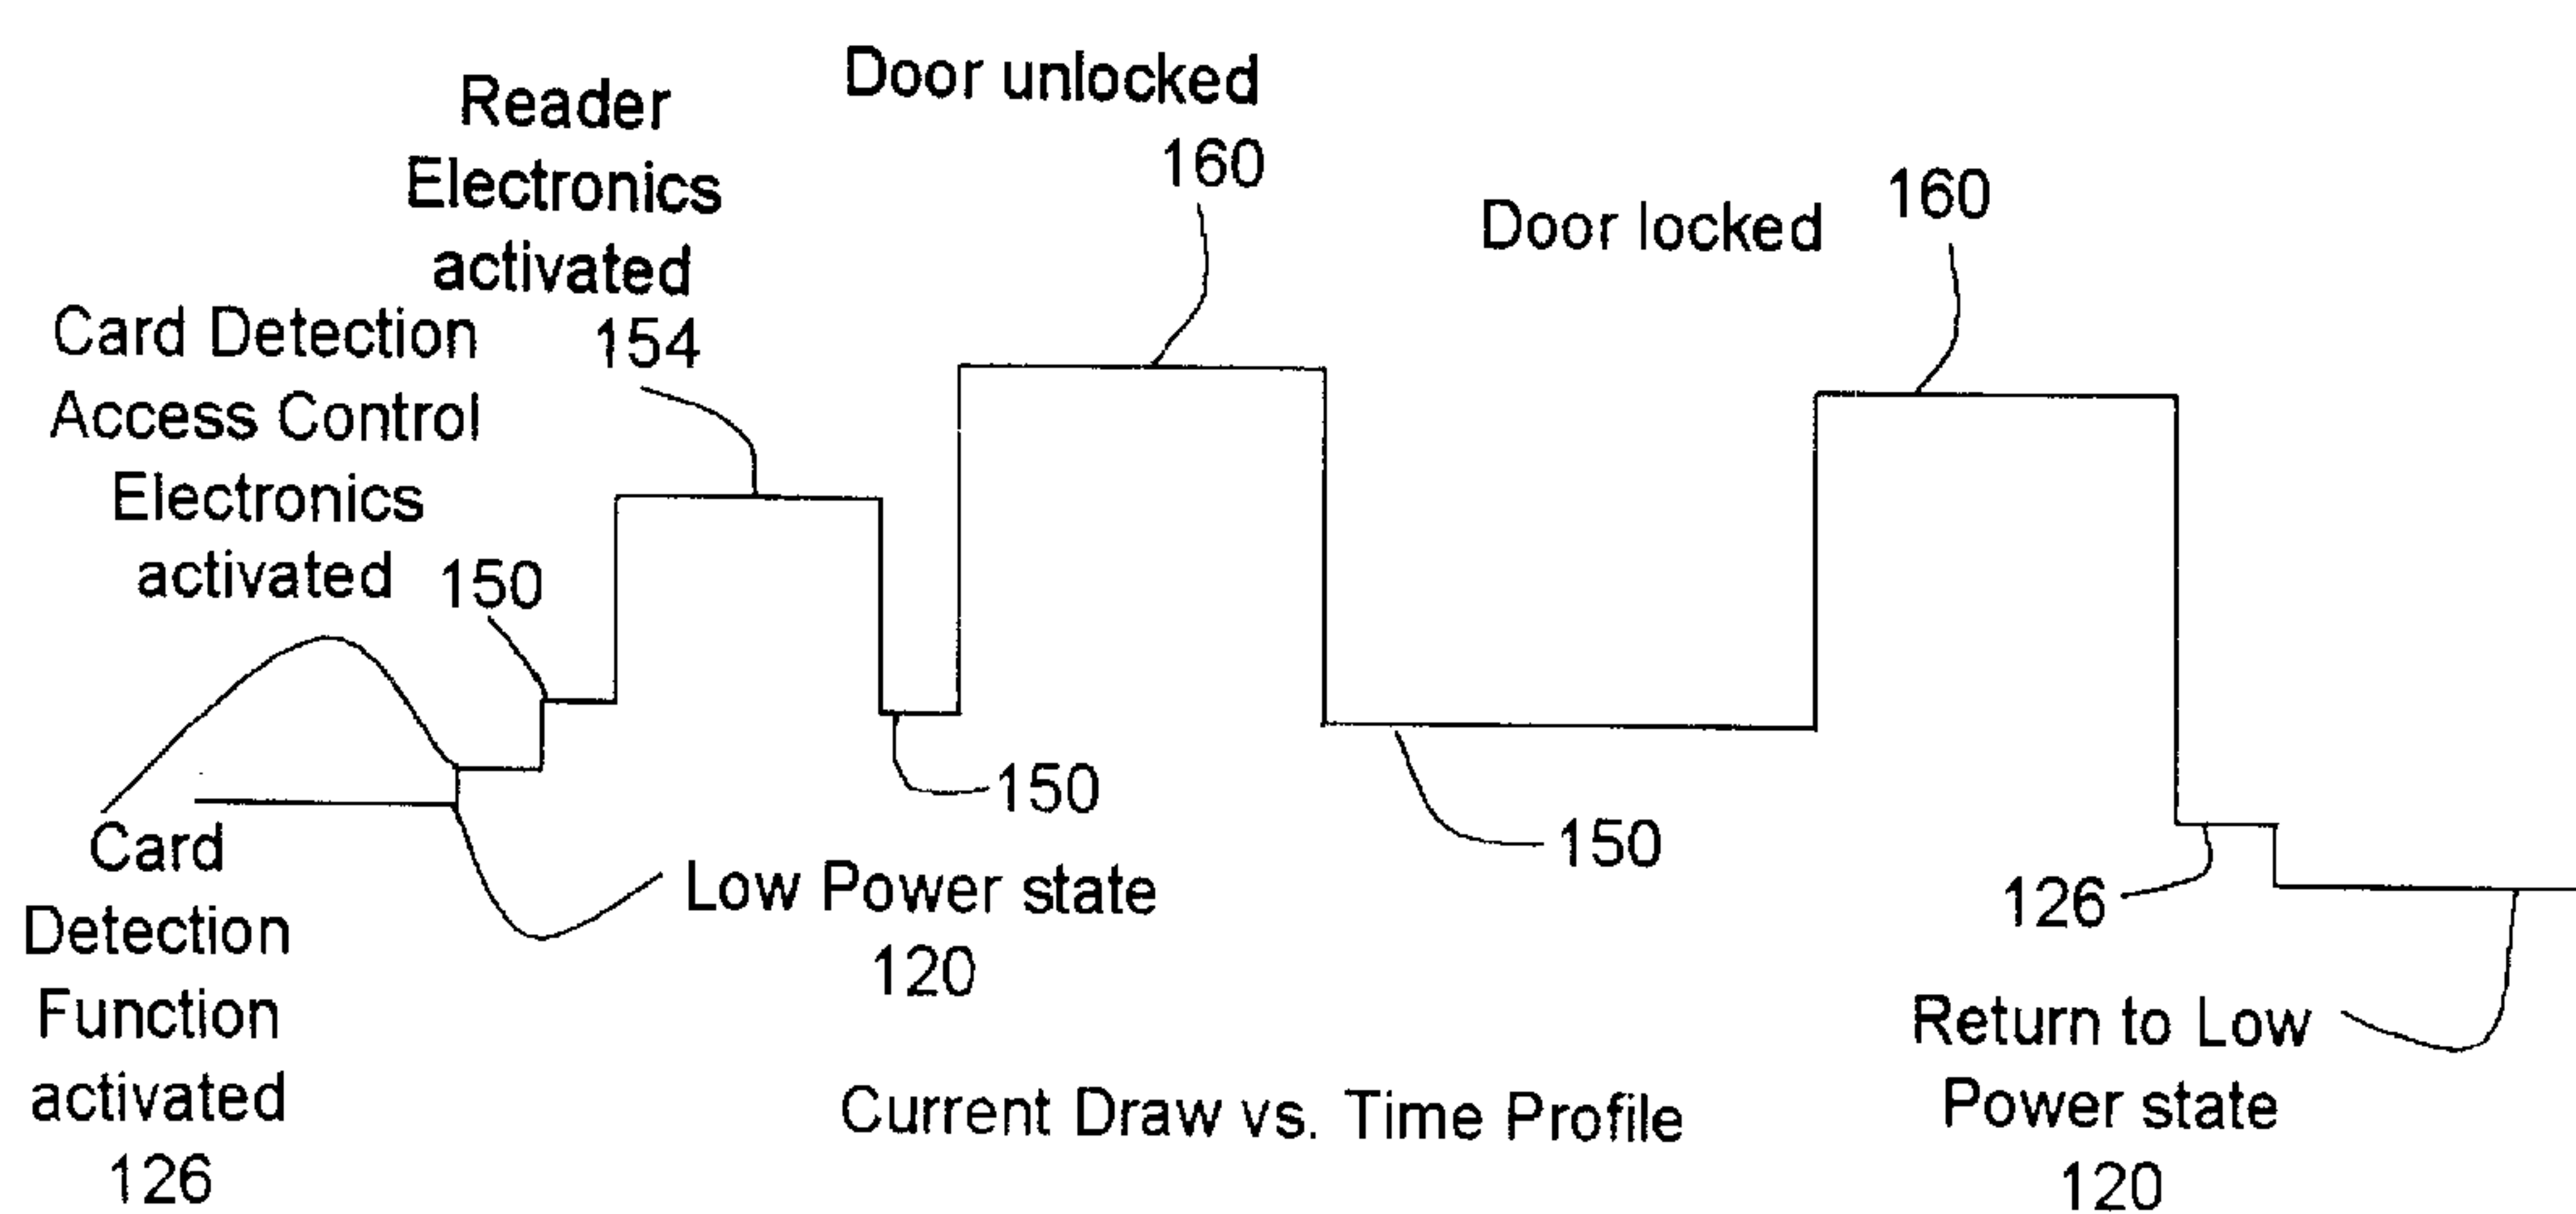 Reader
Electronics
activated
154
Door unlocked
160
Door locked
160
Card Detection
Access Control
Electronics
activated
150
150
150
Card
Detection
Function
activated
126
Low Power state
120
126
Return to Low
Power state
120
Current Draw vs. Time Profile